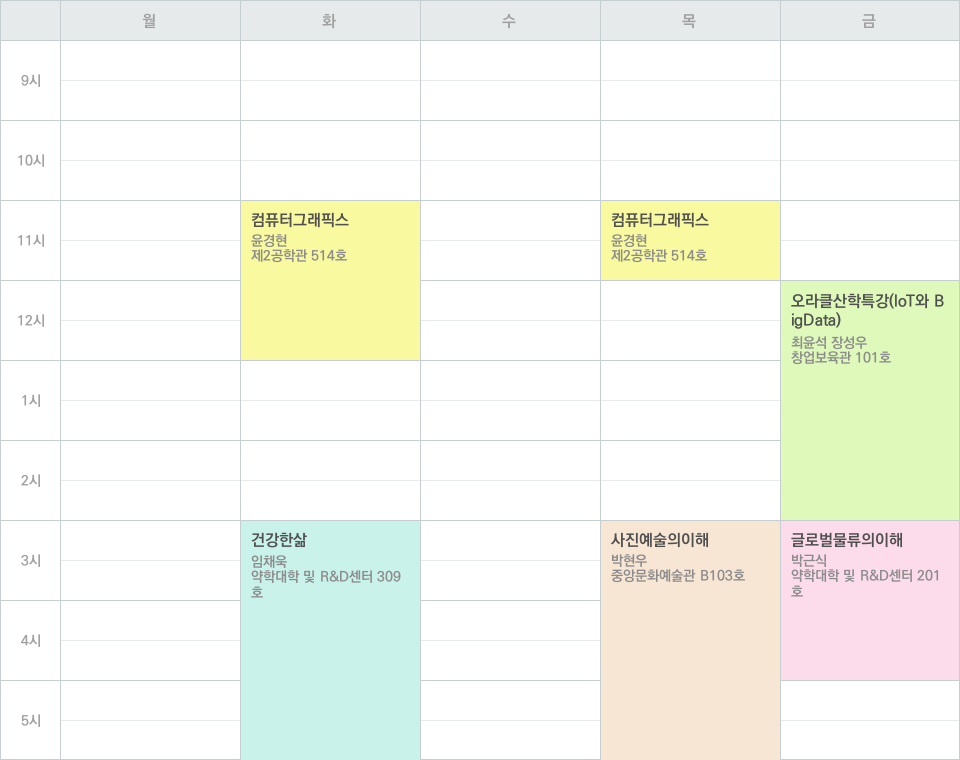 월 화 수 목 금
9시
10시
11시
컴퓨터그래픽스
윤경현
제2공학관 514호
컴퓨터그래픽스
윤경현
제2공학관 514호
12시
오라클산학특강(IoT와 B
igData)
최윤석 장성우
창업보육관 101호
1시
2시
3시
건강한삶
임채욱
약학대학 및 R&D센터 309
호
사진예술의이해
박현우
중앙문화예술관 B103호
글로벌물류의이해
박근식
약학대학 및 R&D센터 201
호
4시
5시